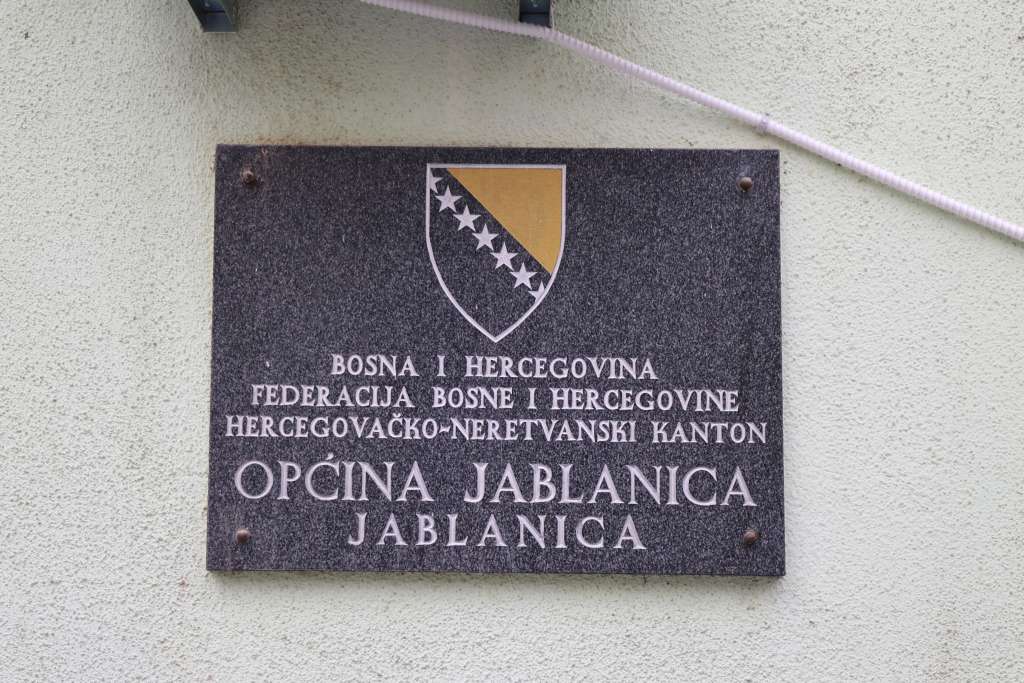 BOSNA I HERCEGOVINA
FEDERACIJA BOSNE I HERCEGOVINE
HERCEGOVAČKO-NERETVANSKI KANTON
OPĆINA JABLANICA
JABLANICA